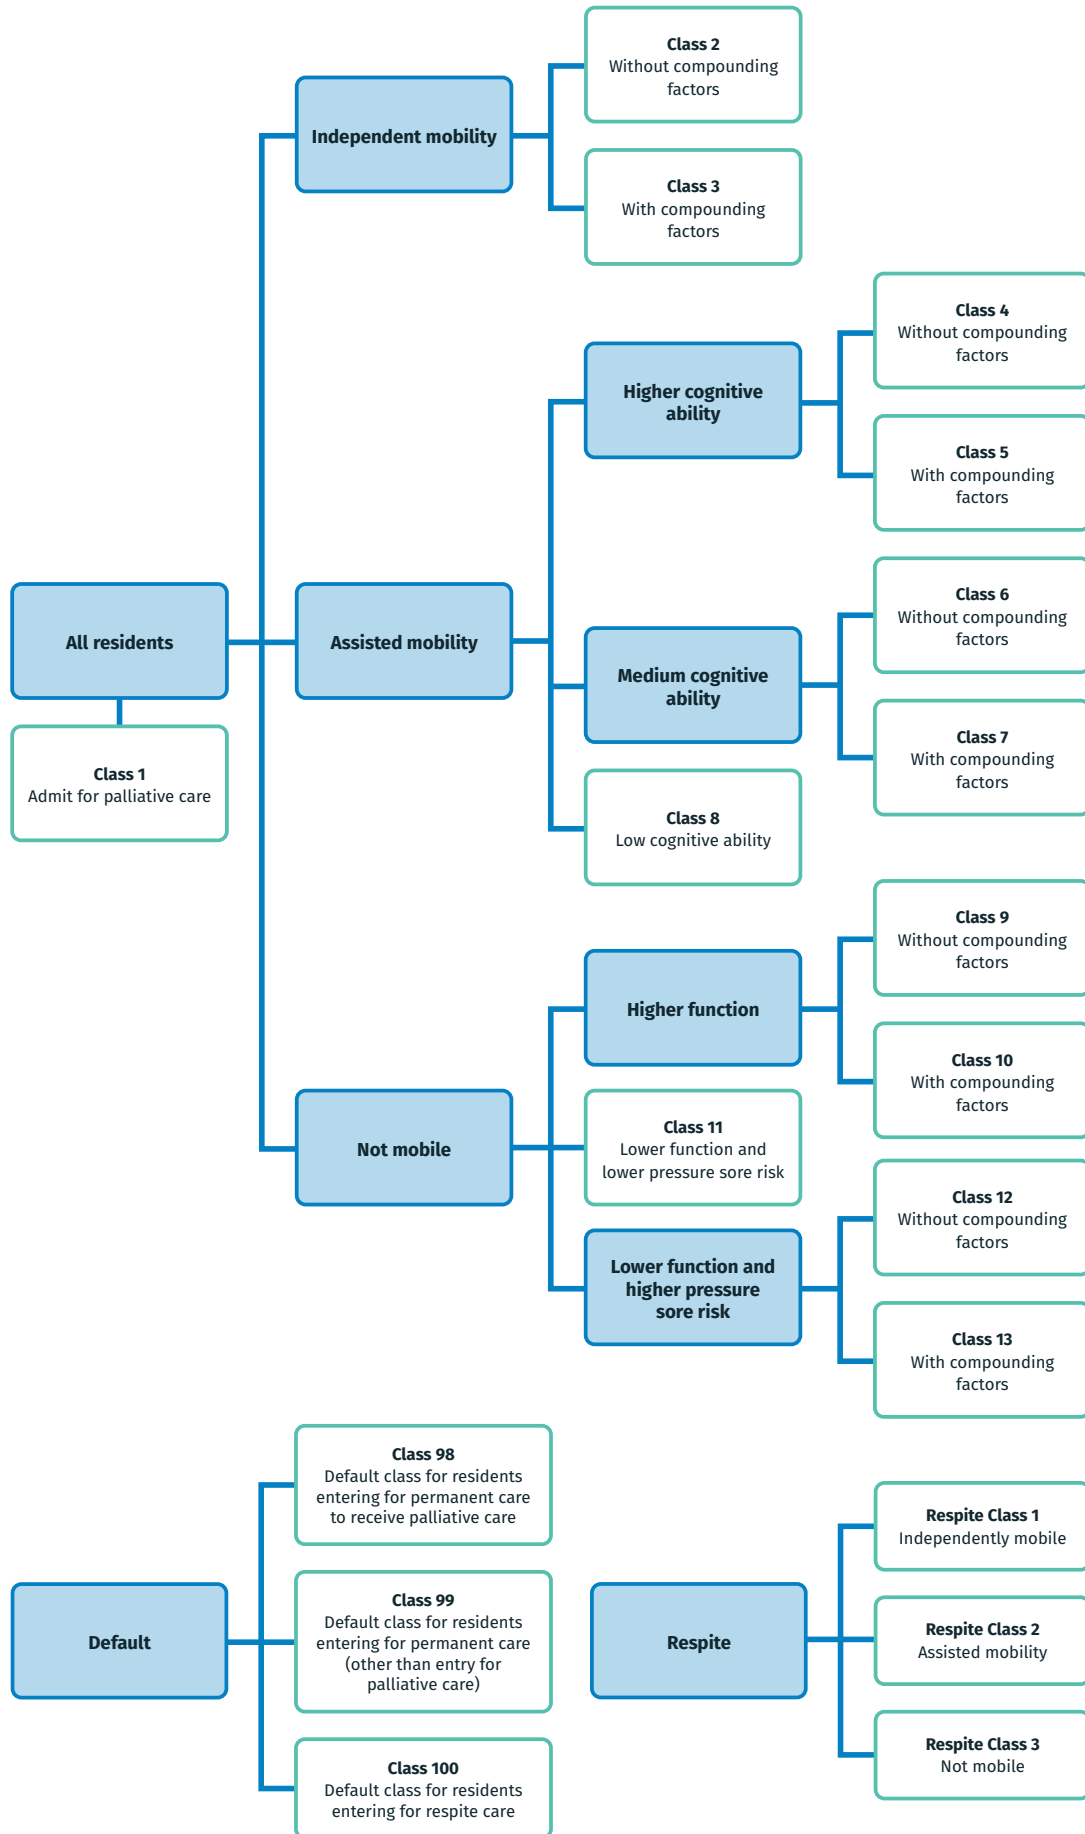 Class 2
Without compounding
factors
Independent mobility
Class 3
With compounding
factors
Class 4
Without compounding
factors
Higher cognitive
ability
Class 5
With compounding
factors
Class 6
Without compounding
factors
All residents
Assisted mobility
Medium cognitive
ability
Class 7
With compounding
factors
Class 1
Admit for palliative care
Class 8
Low cognitive ability
Class 9
Without compounding
factors
Higher function
Class 10
With compounding
factors
Not mobile
Class 11
Lower function and
lower pressure sore risk
Class 12
Without compounding
factors
Lower function and
higher pressure
sore risk
Class 13
With compounding
factors
Class 98
Default class for residents
entering for permanent care
to receive palliative care
Default
Class 99
Default class for residents
entering for permanent care
(other than entry for
palliative care)
Class 100
Default class for residents
entering for respite care
Respite
Respite Class 1
Independently mobile
Respite Class 2
Assisted mobility
Respite Class 3
Not mobile